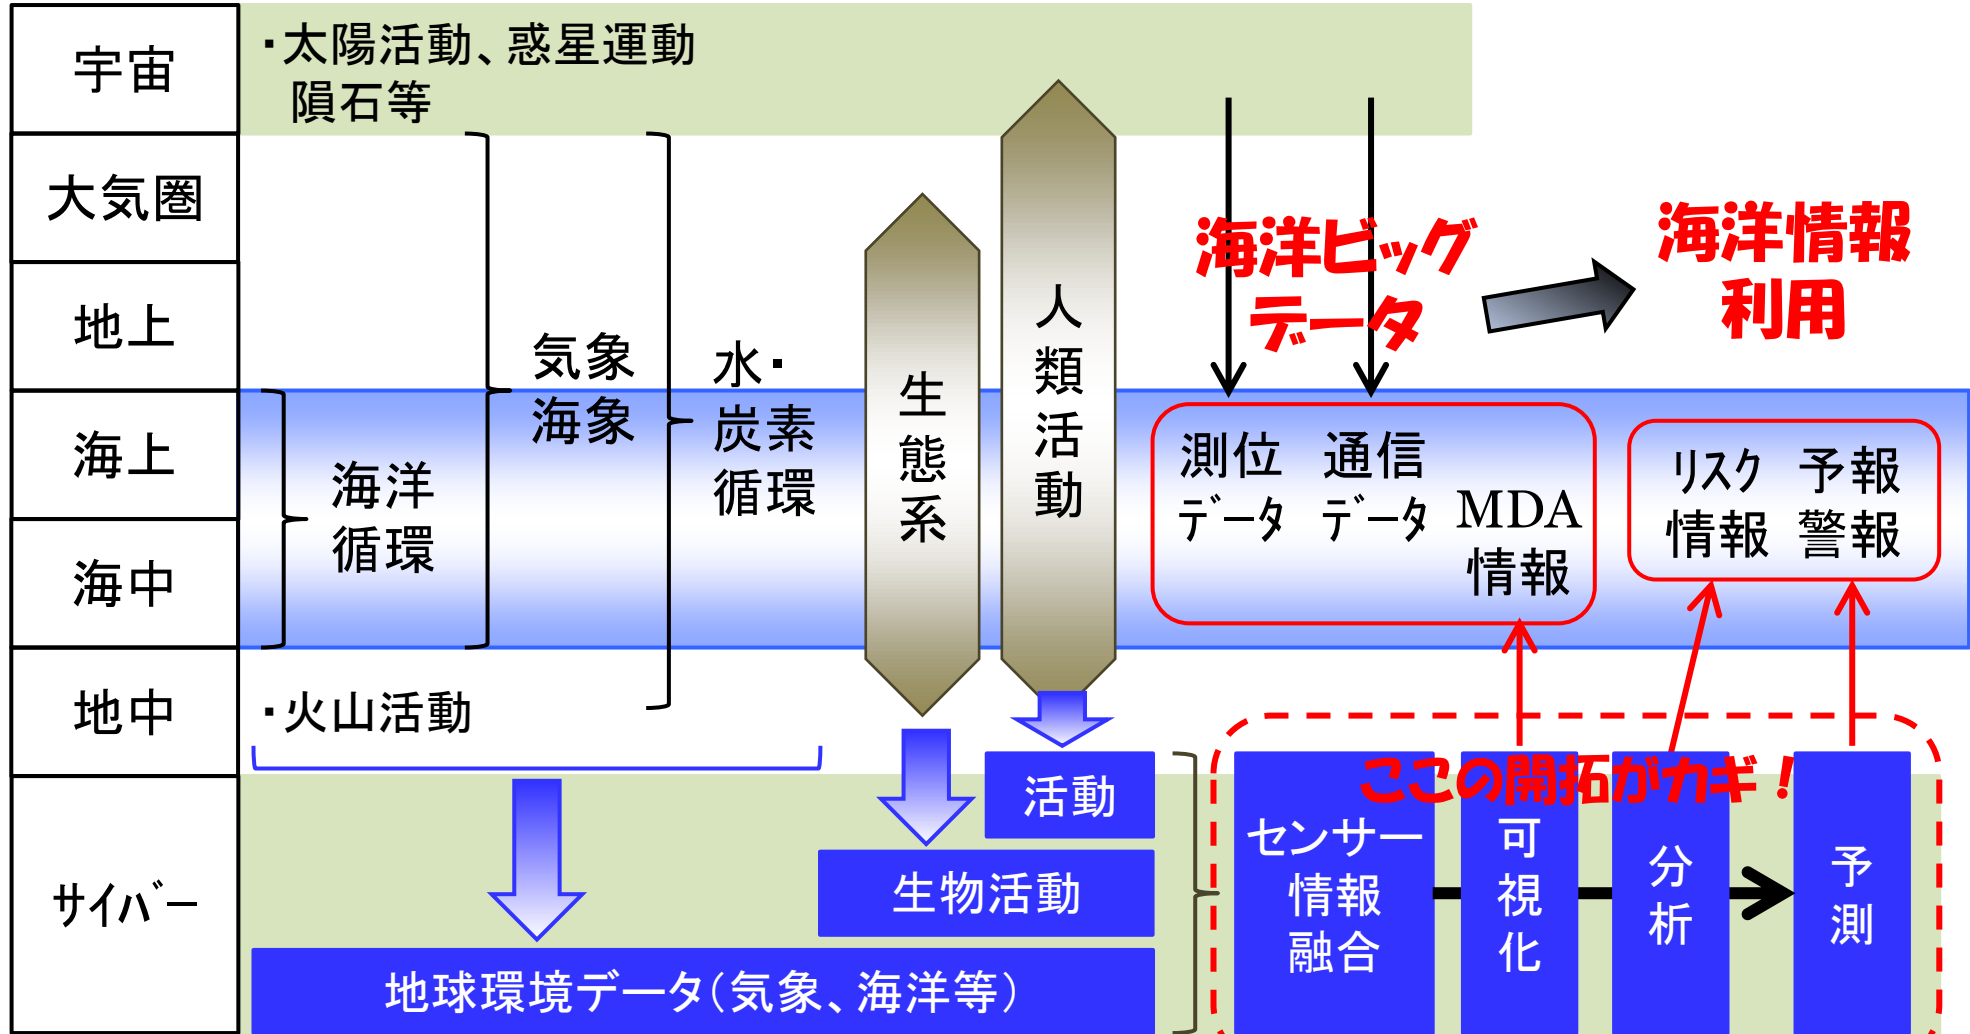 宇宙
・太陽活動、惑星運動
隕石等
大気圏
地上
海上
海中
地中
サイバー
海洋
循環
気象
海象
水・
炭素
循環
・火山活動
生態系
人類活動
海洋ビッグ
データ
海洋情報
利用
測位
データ
通信
データ
MDA
情報
リスク
情報
予報
警報
ここの開拓がカギ！
活動
生物活動
地球環境データ（気象、海洋等）
センサー
情報
融合
可視化
分析
予測